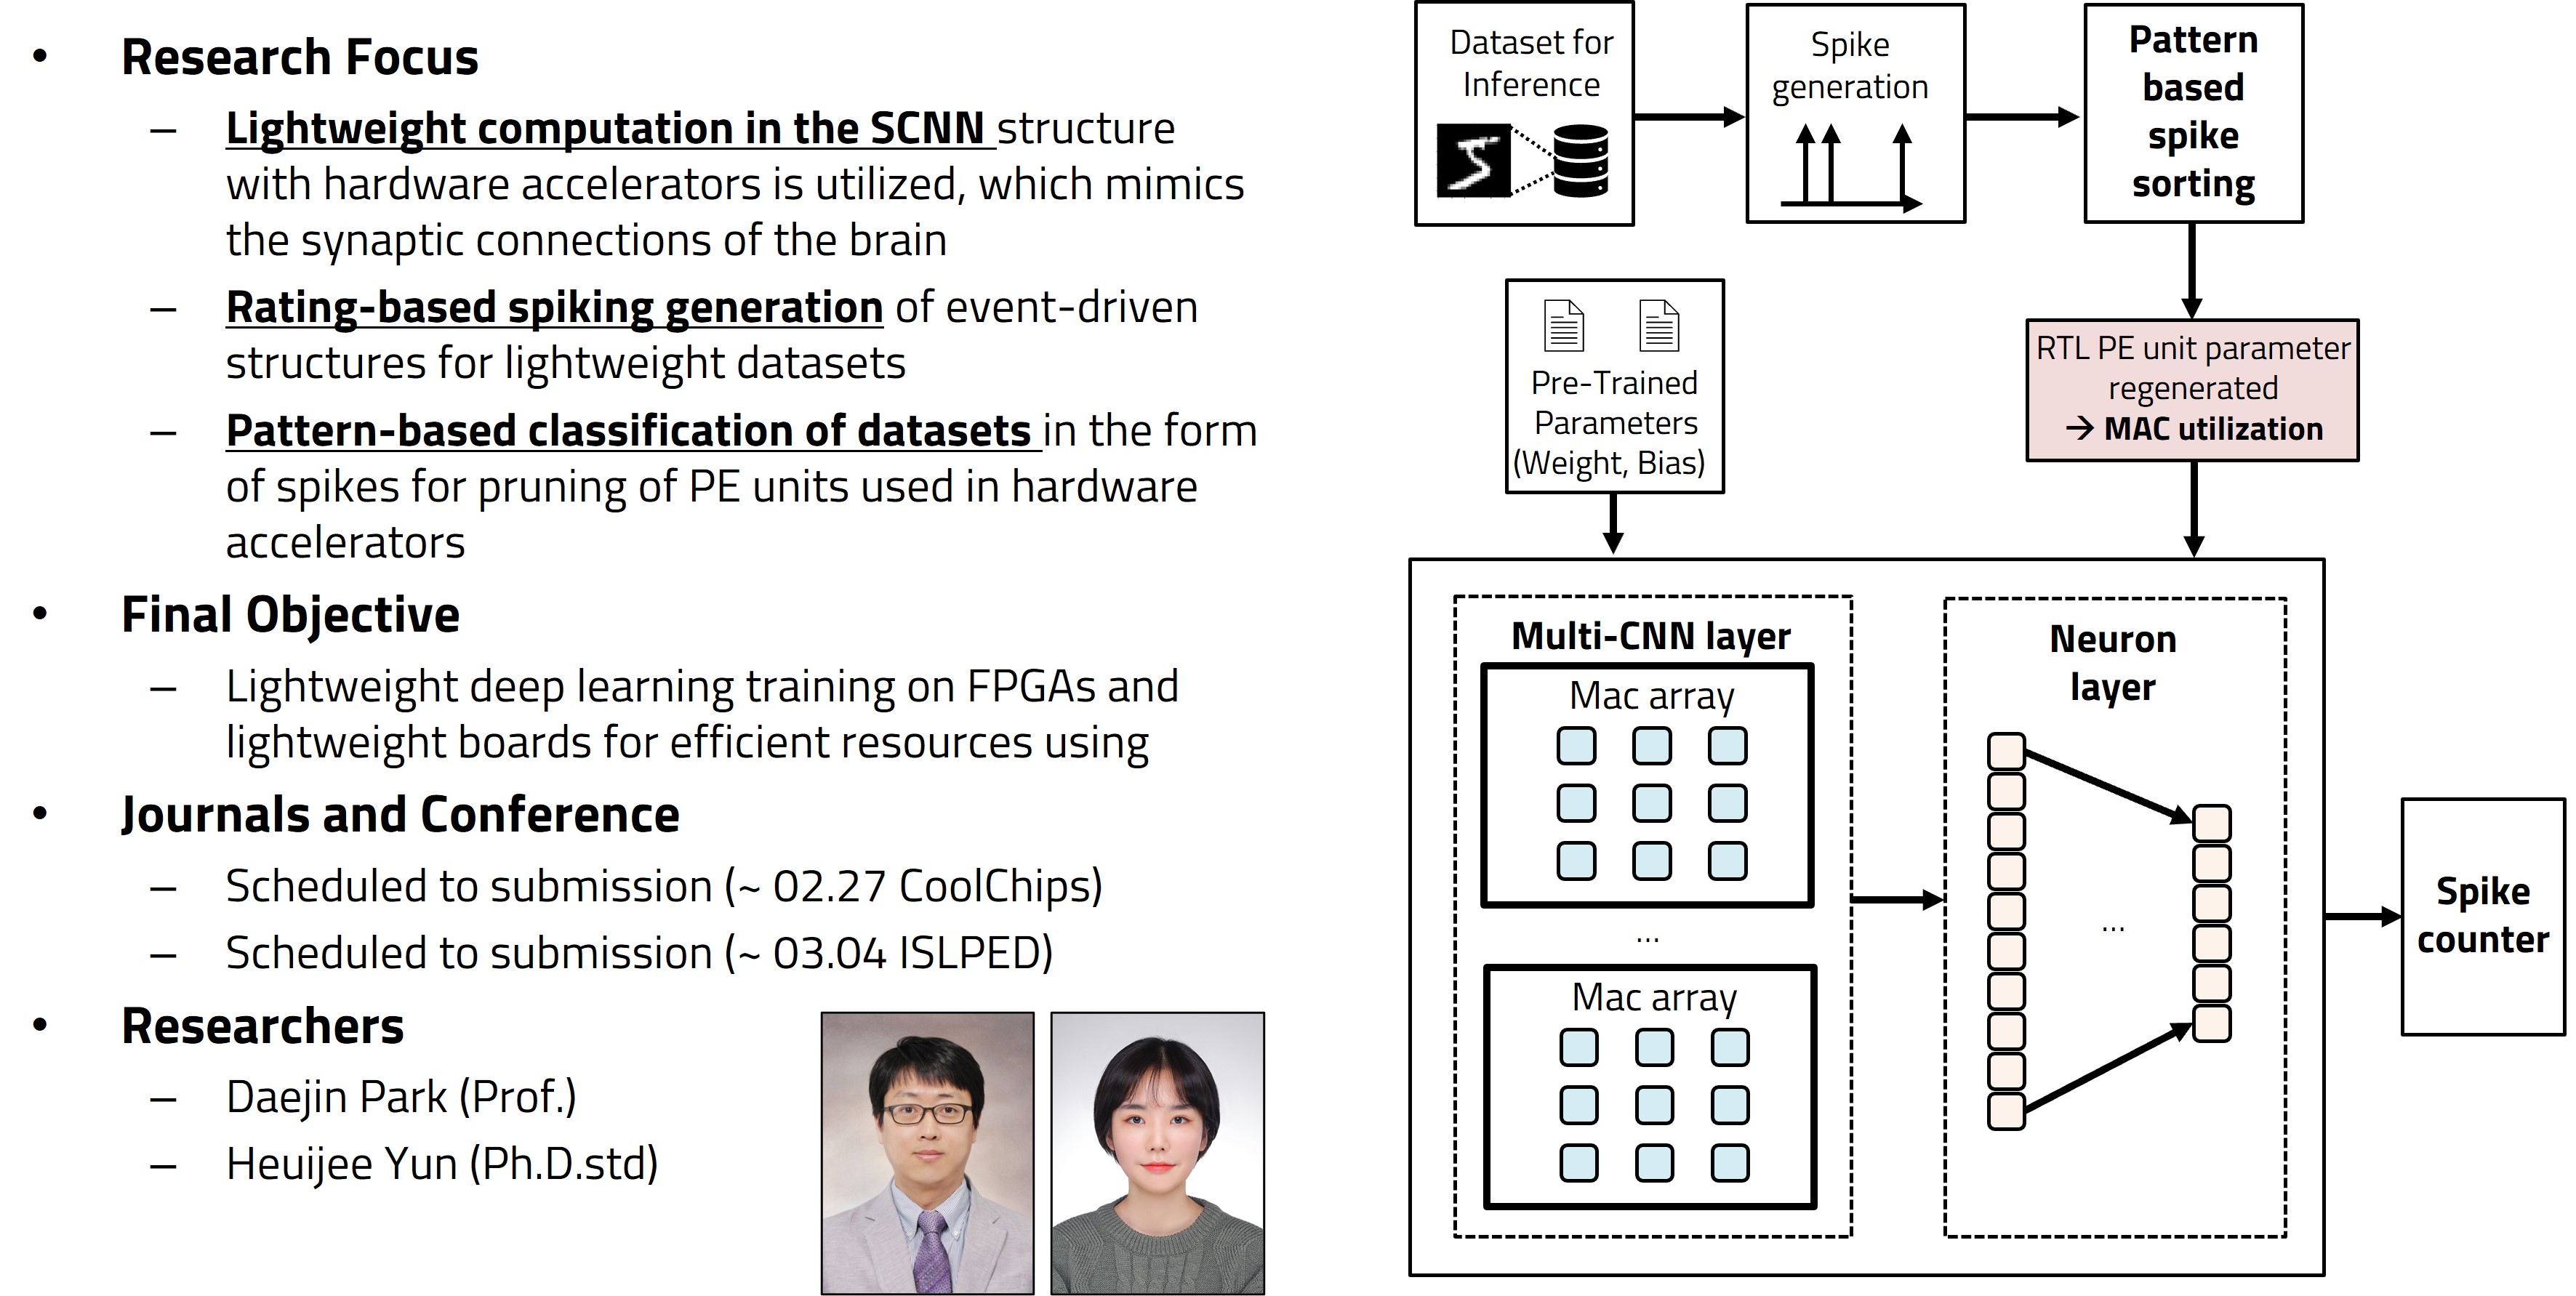 • Research Focus
– Lightweight computation in the SCNN structure
with hardware accelerators is utilized, which mimics
the synaptic connections of the brain
– Rating-based spiking generation of event-driven
structures for lightweight datasets
– Pattern-based classification of datasets in the form
of spikes for pruning of PE units used in hardware
accelerators
• Final Objective
– Lightweight deep learning training on FPGAs and
lightweight boards for efficient resources using
• Journals and Conference
– Scheduled to submission (~ 02.27 CoolChips)
– Scheduled to submission (~ 03.04 ISLPED)
• Researchers
– Daejin Park (Prof.)
– Heuijee Yun (Ph.D.std)
Dataset for
Inference
Spike
generation
Pattern
based
spike
sorting
Pre-Trained
Parameters
(Weight, Bias)
RTL PE unit parameter
regenerated
→ MAC utilization
Multi-CNN layer
Mac array
...
Mac array
Neuron
layer
...
Spike
counter